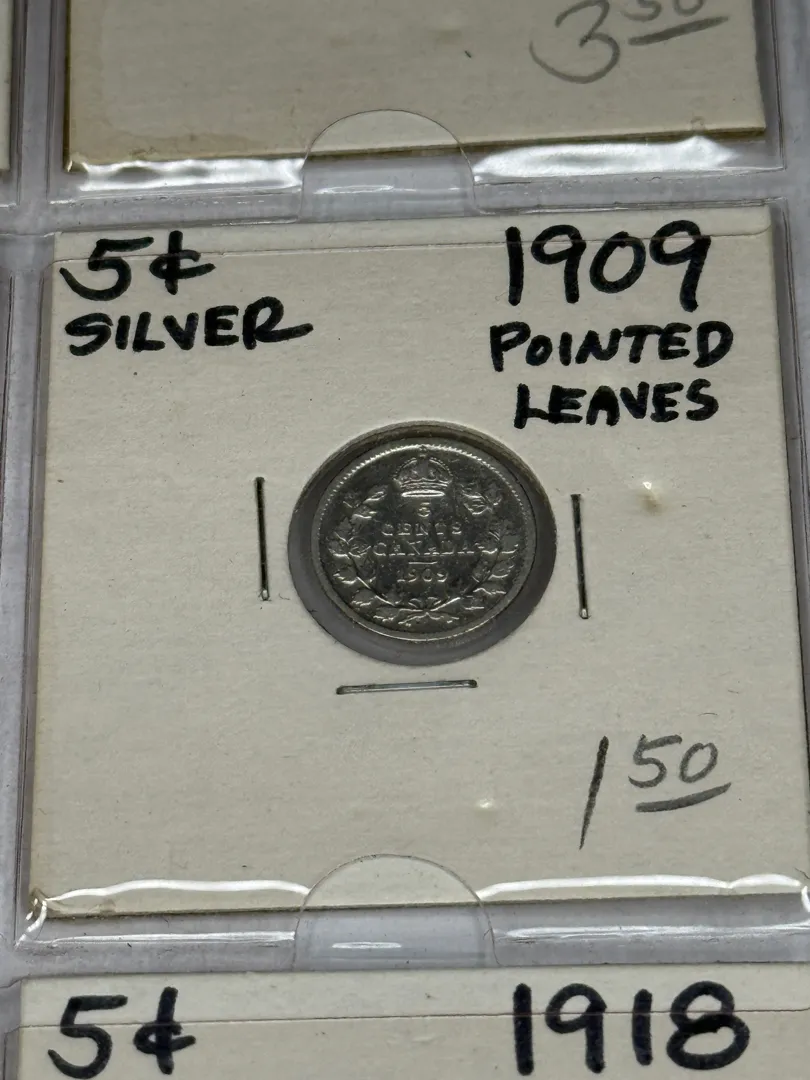 3 50
5¢ 1909
SILVER POINTED
LEAVES
5
CENTS
CANADA
1909
1 50
5¢ 1918